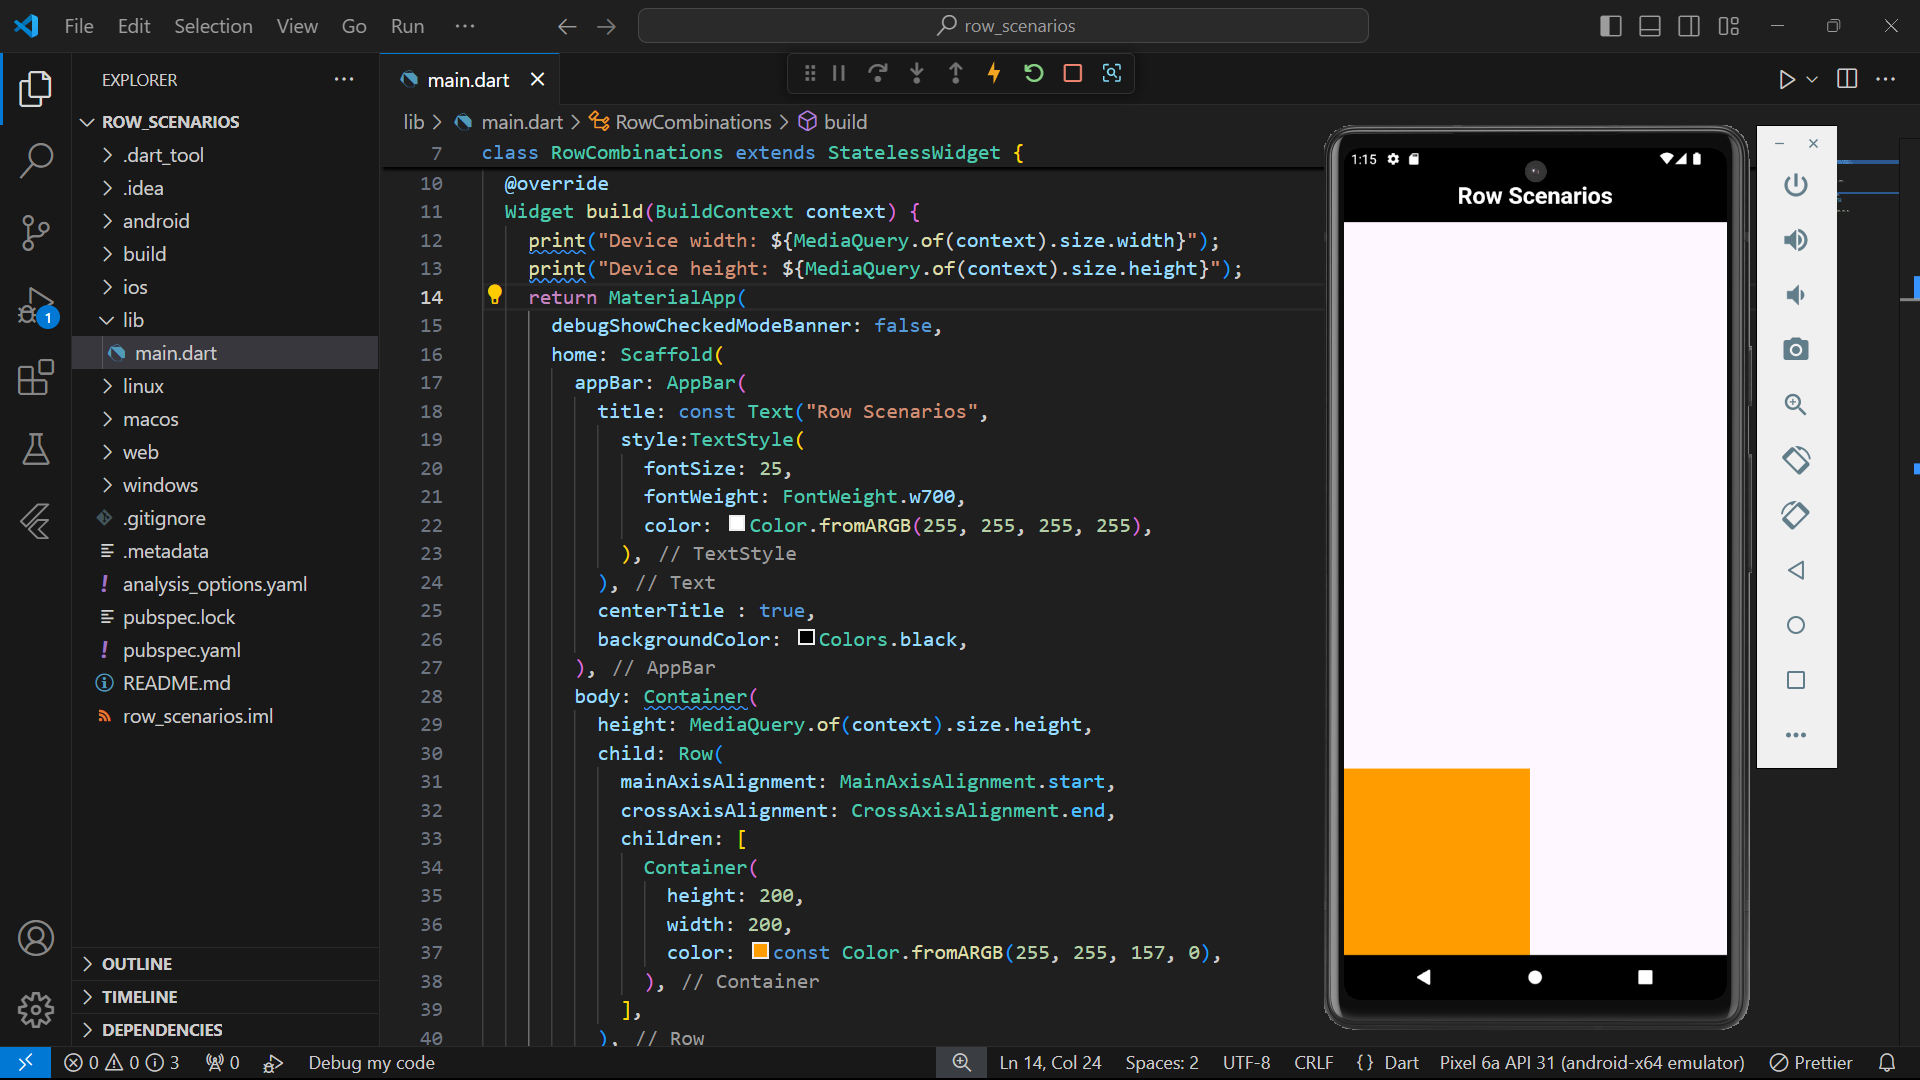 File Edit Selection View Go Run ···
row_scenarios
EXPLORER
ROW_SCENARIOS
.dart_tool
.idea
android
build
ios
lib
main.dart
linux
macos
web
windows
.gitignore
.metadata
analysis_options.yaml
pubspec.lock
pubspec.yaml
README.md
row_scenarios.iml
OUTLINE
TIMELINE
DEPENDENCIES
1
main.dart
lib > main.dart > RowCombinations > build
7 class RowCombinations extends StatelessWidget {
10 @override
11 Widget build(BuildContext context) {
12 print("Device width: ${MediaQuery.of(context).size.width}");
13 print("Device height: ${MediaQuery.of(context).size.height}");
14 return MaterialApp(
15 debugShowCheckedModeBanner: false,
16 home: Scaffold(
17 appBar: AppBar(
18 title: const Text("Row Scenarios",
19 style:TextStyle(
20 fontSize: 25,
21 fontWeight: FontWeight.w700,
22 color: Color.fromARGB(255, 255, 255, 255),
23 ), // TextStyle
24 ), // Text
25 centerTitle : true,
26 backgroundColor: Colors.black,
27 ), // AppBar
28 body: Container(
29 height: MediaQuery.of(context).size.height,
30 child: Row(
31 mainAxisAlignment: MainAxisAlignment.start,
32 crossAxisAlignment: CrossAxisAlignment.end,
33 children: [
34 Container(
35 height: 200,
36 width: 200,
37 color: const Color.fromARGB(255, 255, 157, 0),
38 ), // Container
39 ],
40 ), // Row
1:15
Row Scenarios
0 0 3 0 Debug my code Ln 14, Col 24 Spaces: 2 UTF-8 CRLF {} Dart Pixel 6a API 31 (android-x64 emulator) Prettier